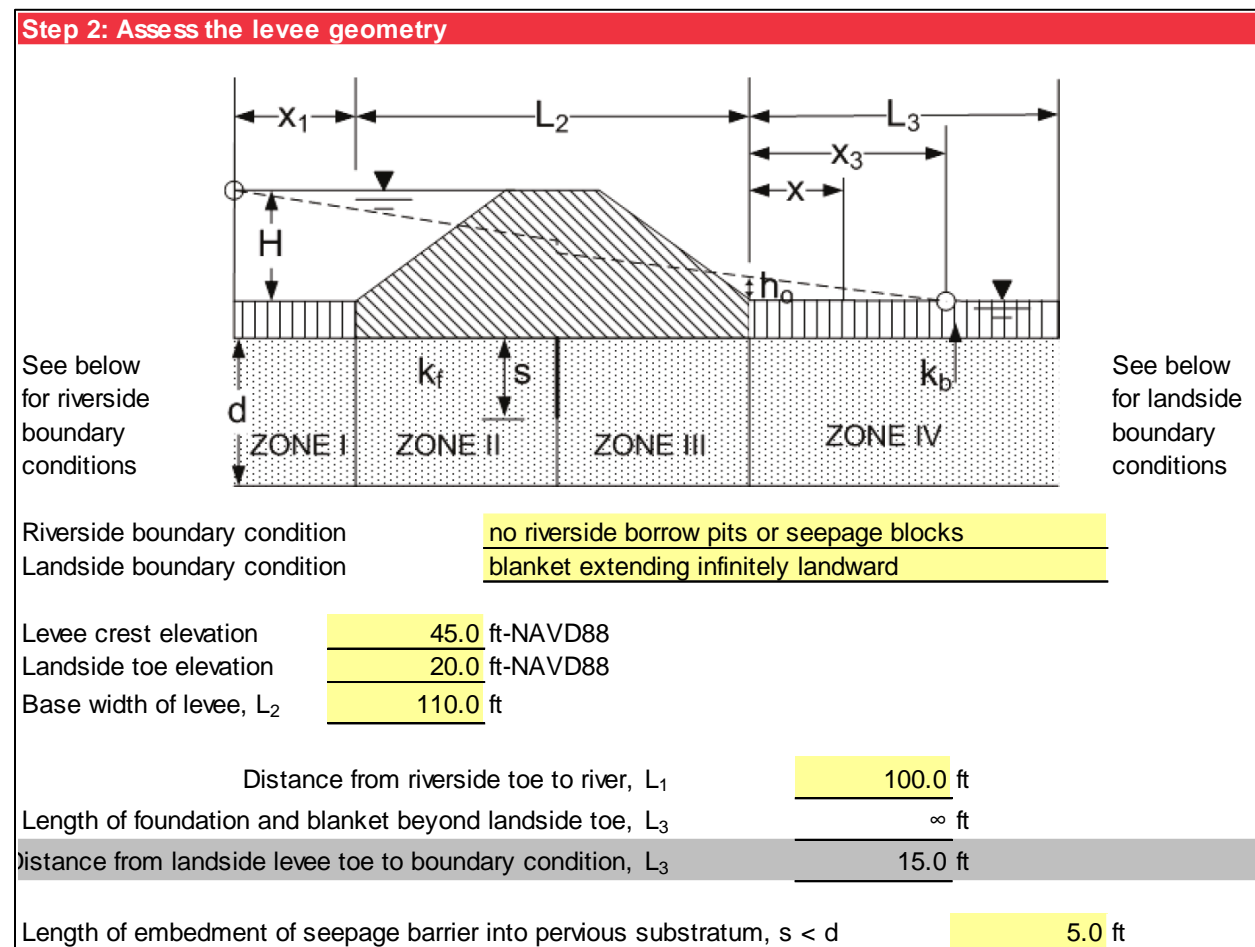 Step 2: Assess the levee geometry
x₁
L₂
L₃
x₃
x
H
hₒ
See below
for riverside
boundary
conditions
kf
s
kb
d
See below
for landside
boundary
conditions
ZONE I
ZONE II
ZONE III
ZONE IV
Riverside boundary condition no riverside borrow pits or seepage blocks
Landside boundary condition blanket extending infinitely landward
Levee crest elevation 45.0 ft-NAVD88
Landside toe elevation 20.0 ft-NAVD88
Base width of levee, L₂ 110.0 ft
Distance from riverside toe to river, L₁ 100.0 ft
Length of foundation and blanket beyond landside toe, L₃ ∞ ft
Distance from landside levee toe to boundary condition, L₃ 15.0 ft
Length of embedment of seepage barrier into pervious substratum, s < d 5.0 ft